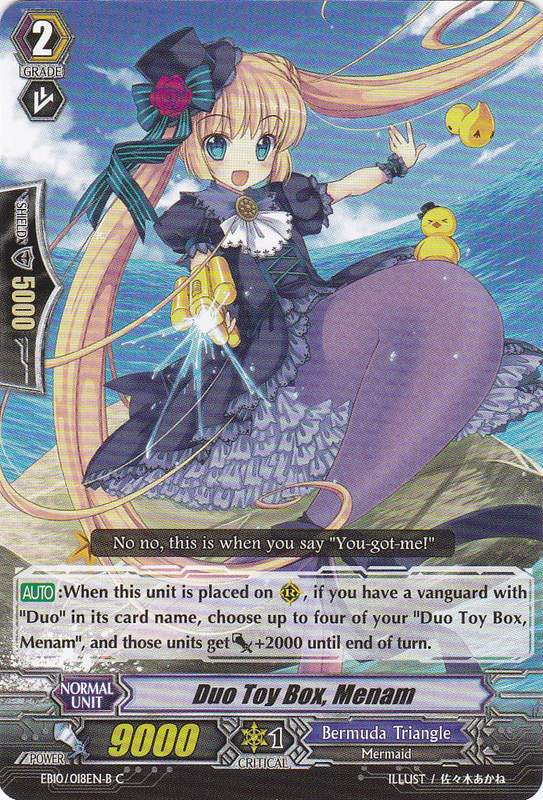 2
GRADE
SHIELD
5000
No no, this is when you say "You-got-me!"
AUTO:When this unit is placed on R, if you have a vanguard with
"Duo" in its card name, choose up to four of your "Duo Toy Box,
Menam", and those units get +2000 until end of turn.
NORMAL
UNIT
Duo Toy Box, Menam
POWER
9000
1
CRITICAL
Bermuda Triangle
Mermaid
EB10/018EN-B C
ILLUST / 佐々木あかね